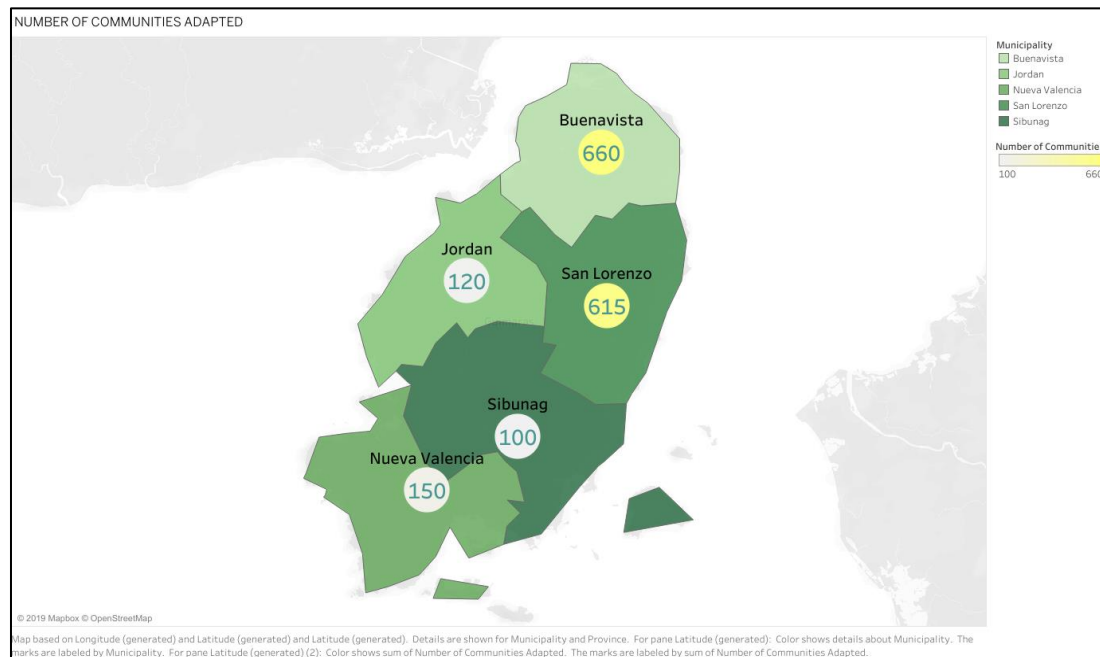 NUMBER OF COMMUNITIES ADAPTED
Municipality
Buenavista
Jordan
Nueva Valencia
San Lorenzo
Sibunag
Number of Communities
100 660
Buenavista
660
Jordan
120
San Lorenzo
615
Sibunag
100
Nueva Valencia
150
© 2019 Mapbox © OpenStreetMap
Map based on Longitude (generated) and Latitude (generated) and Latitude (generated). Details are shown for Municipality and Province. For pane Latitude (generated): Color shows details about Municipality. The
marks are labeled by Municipality. For pane Latitude (generated) (2): Color shows sum of Number of Communities Adapted. The marks are labeled by sum of Number of Communities Adapted.